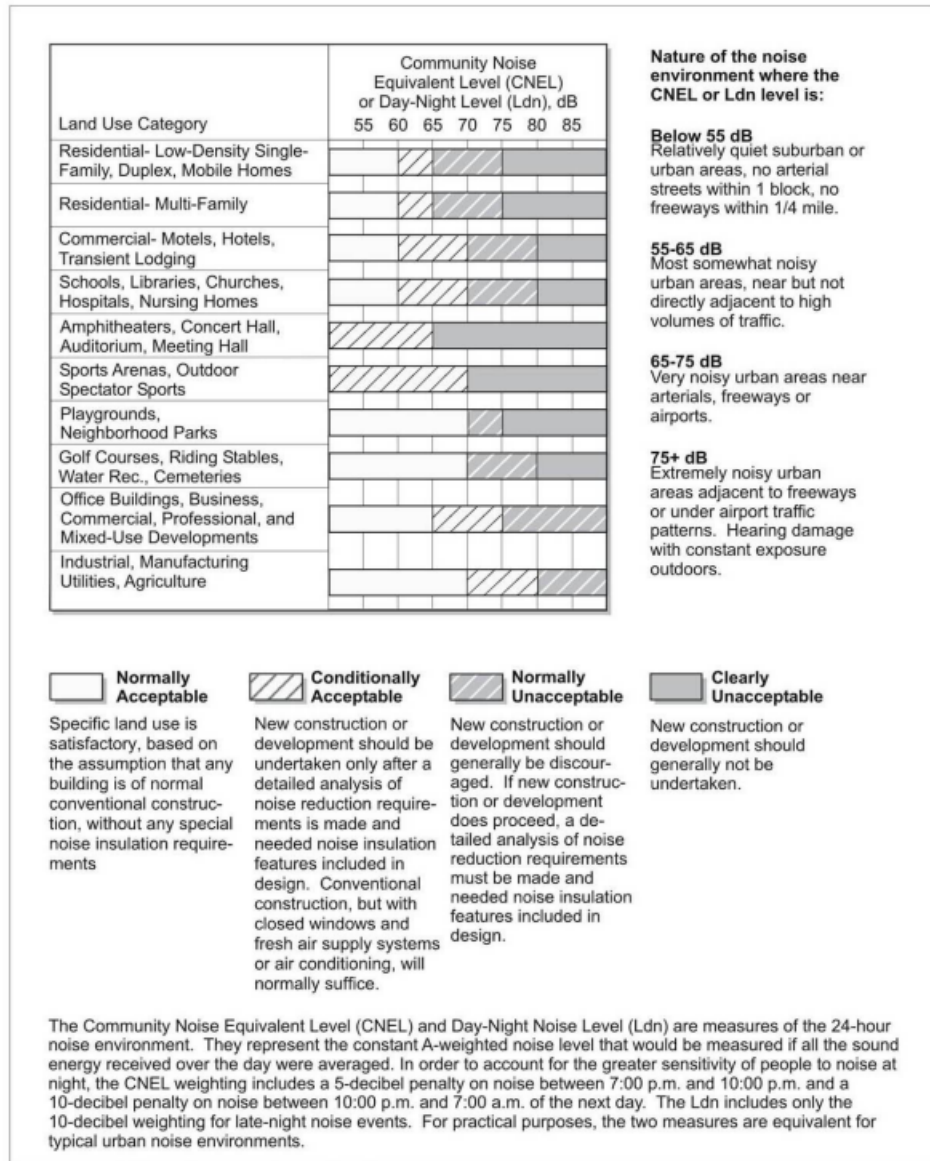 Community Noise
Equivalent Level (CNEL)
or Day-Night Level (Ldn), dB
Land Use Category
55 60 65 70 75 80 85
Residential- Low-Density Single-
Family, Duplex, Mobile Homes
Residential- Multi-Family
Commercial- Motels, Hotels,
Transient Lodging
Schools, Libraries, Churches,
Hospitals, Nursing Homes
Amphitheaters, Concert Hall,
Auditorium, Meeting Hall
Sports Arenas, Outdoor
Spectator Sports
Playgrounds,
Neighborhood Parks
Golf Courses, Riding Stables,
Water Rec., Cemeteries
Office Buildings, Business,
Commercial, Professional, and
Mixed-Use Developments
Industrial, Manufacturing
Utilities, Agriculture
Nature of the noise
environment where the
CNEL or Ldn level is:
Below 55 dB
Relatively quiet suburban or
urban areas, no arterial
streets within 1 block, no
freeways within 1/4 mile.
55-65 dB
Most somewhat noisy
urban areas, near but not
directly adjacent to high
volumes of traffic.
65-75 dB
Very noisy urban areas near
arterials, freeways or
airports.
75+ dB
Extremely noisy urban
areas adjacent to freeways
or under airport traffic
patterns. Hearing damage
with constant exposure
outdoors.
Normally
Acceptable
Specific land use is
satisfactory, based on
the assumption that any
building is of normal
conventional construc-
tion, without any special
noise insulation require-
ments
Conditionally
Acceptable
New construction or
development should be
undertaken only after a
detailed analysis of
noise reduction require-
ments is made and
needed noise insulation
features included in
design. Conventional
construction, but with
closed windows and
fresh air supply systems
or air conditioning, will
normally suffice.
Normally
Unacceptable
New construction or
development should
generally be discour-
aged. If new construc-
tion or development
does proceed, a de-
tailed analysis of noise
reduction requirements
must be made and
needed noise insulation
features included in
design.
Clearly
Unacceptable
New construction or
development should
generally not be
undertaken.
The Community Noise Equivalent Level (CNEL) and Day-Night Noise Level (Ldn) are measures of the 24-hour
noise environment. They represent the constant A-weighted noise level that would be measured if all the sound
energy received over the day were averaged. In order to account for the greater sensitivity of people to noise at
night, the CNEL weighting includes a 5-decibel penalty on noise between 7:00 p.m. and 10:00 p.m. and a
10-decibel penalty on noise between 10:00 p.m. and 7:00 a.m. of the next day. The Ldn includes only the
10-decibel weighting for late-night noise events. For practical purposes, the two measures are equivalent for
typical urban noise environments.